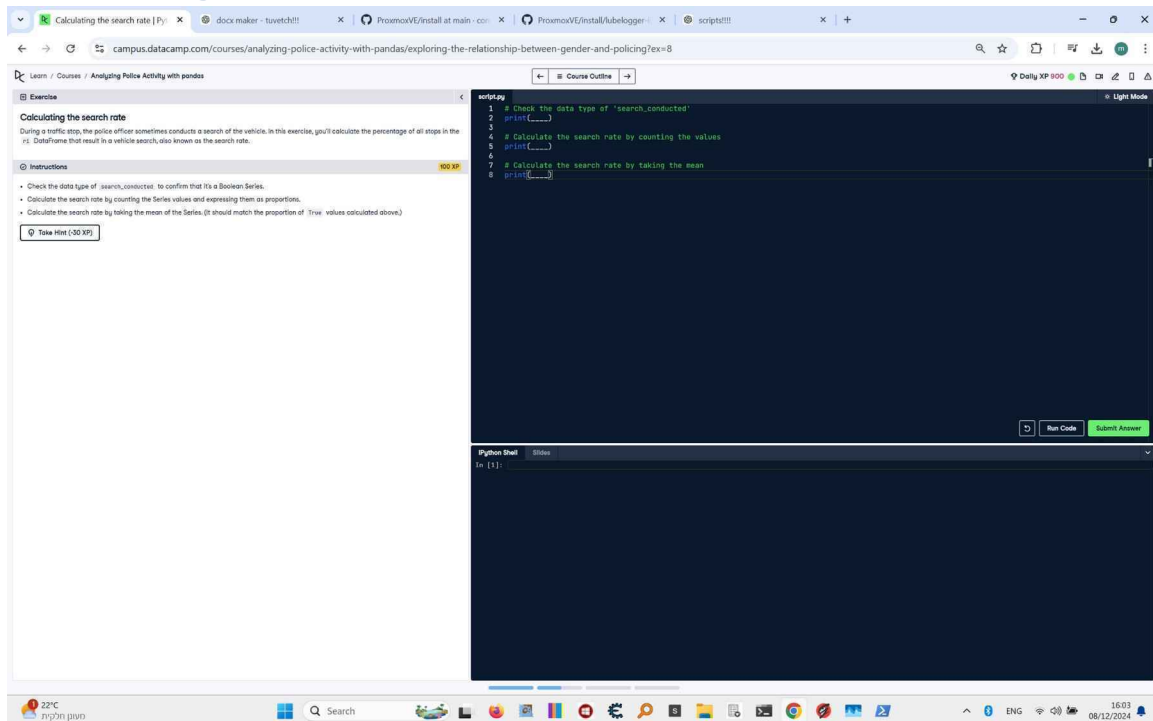 Calculating the search rate | Py
docx maker - tuvetch!!!
ProxmoxVE/install at main · con
ProxmoxVE/install/lubelogger-i
scripts!!!!
campus.datacamp.com/courses/analyzing-police-activity-with-pandas/exploring-the-relationship-between-gender-and-policing?ex=8
m
Learn / Courses / Analyzing Police Activity with pandas
Course Outline
Daily XP 900
Exercise
Calculating the search rate
During a traffic stop, the police officer sometimes conducts a search of the vehicle. In this exercise, you'll calculate the percentage of all stops in the
ri DataFrame that result in a vehicle search, also known as the search rate.
Instructions
100 XP
• Check the data type of search_conducted to confirm that it's a Boolean Series.
• Calculate the search rate by counting the Series values and expressing them as proportions.
• Calculate the search rate by taking the mean of the Series. (It should match the proportion of True values calculated above.)
Take Hint (-30 XP)
script.py
Light Mode
1 # Check the data type of 'search_conducted'
2 print(____)
3
4 # Calculate the search rate by counting the values
5 print(____)
6
7 # Calculate the search rate by taking the mean
8 print(____)
Run Code
Submit Answer
IPython Shell
Slides
In [1]:
1
22°C
מעונן חלקית
Search
S
ENG
16:03
08/12/2024